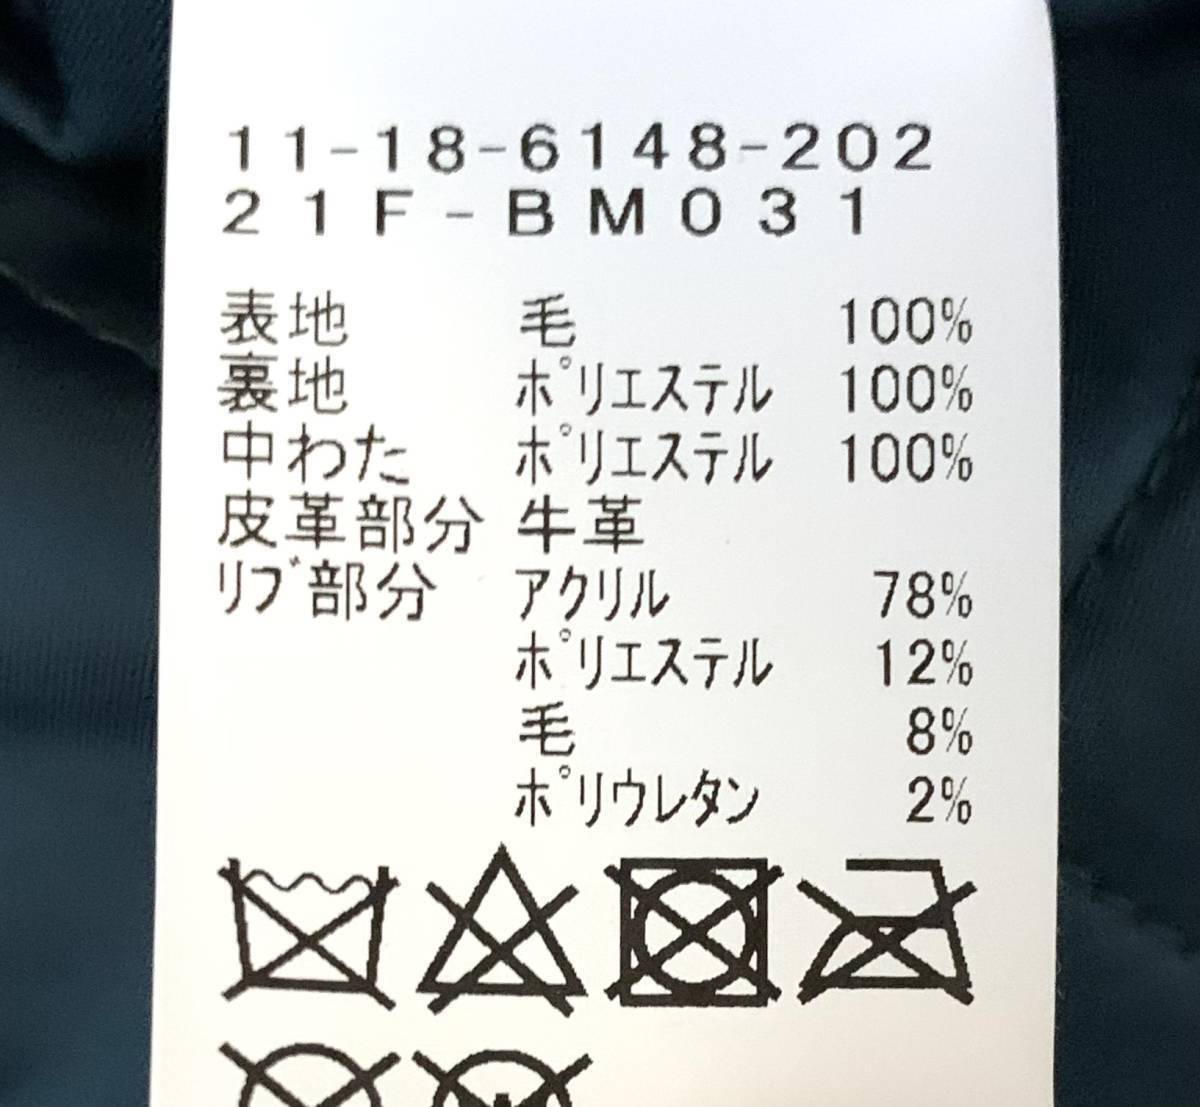 11-18-6148-202
21F-BM031
表地 毛 100%
裏地 ポリエステル 100%
中わた ポリエステル 100%
皮革部分 牛革
リブ部分 アクリル 78%
ポリエステル 12%
毛 8%
ポリウレタン 2%